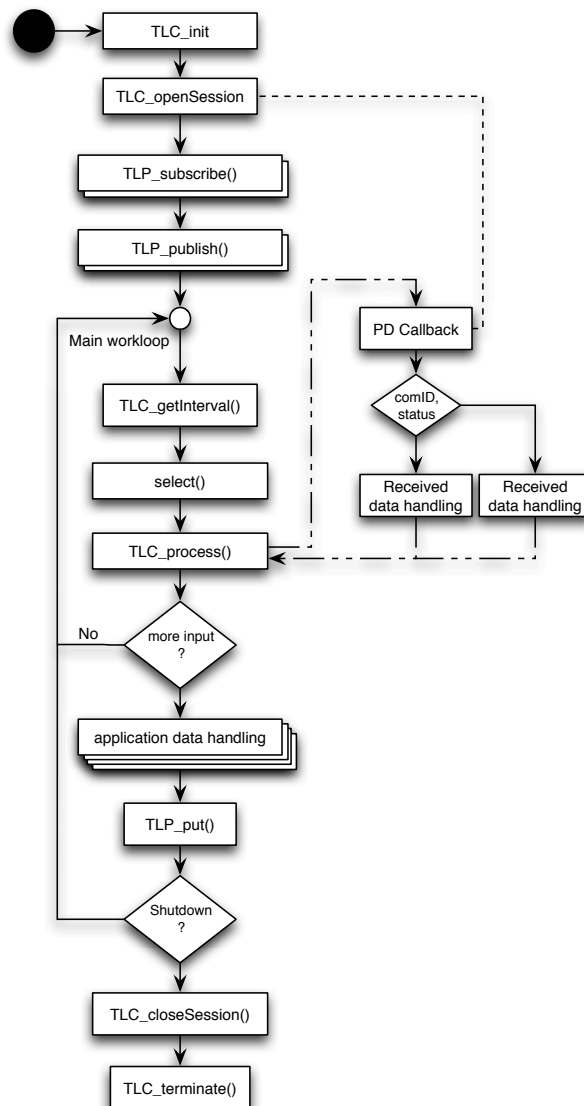 TLC_init
TLC_openSession
TLP_subscribe()
TLP_publish()
Main workloop
PD Callback
TLC_getInterval()
comID,
status
select()
Received
data handling
Received
data handling
TLC_process()
No
more input
?
application data handling
TLP_put()
Shutdown
?
TLC_closeSession()
TLC_terminate()